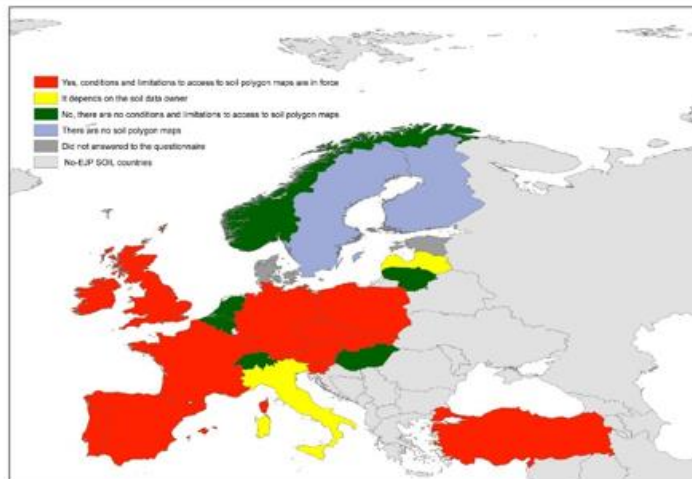 Yes, conditions and limitations to access to soil polygon maps are in force
It depends on the soil data owner
No, there are no conditions and limitations to access to soil polygon maps
There are no soil polygon maps
Did not answered to the questionnaire
No-EJP SOIL countries